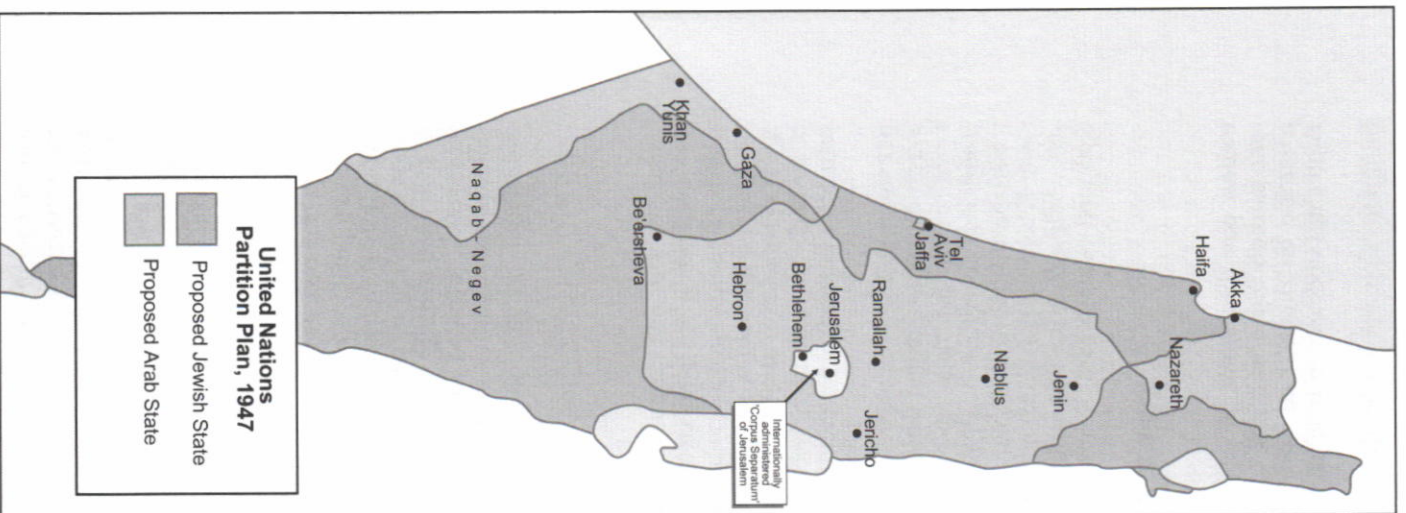 Akka
Haifa
Nazareth
Jenin
Nablus
Tel
Aviv
Jaffa
Ramallah
Jericho
Jerusalem
Bethlehem
Internationally
administered
'Corpus Separatum'
of Jerusalem
Gaza
Hebron
Khan
Yunis
Be'ersheva
Naqab - Negev
United Nations
Partition Plan, 1947
Proposed Jewish State
Proposed Arab State